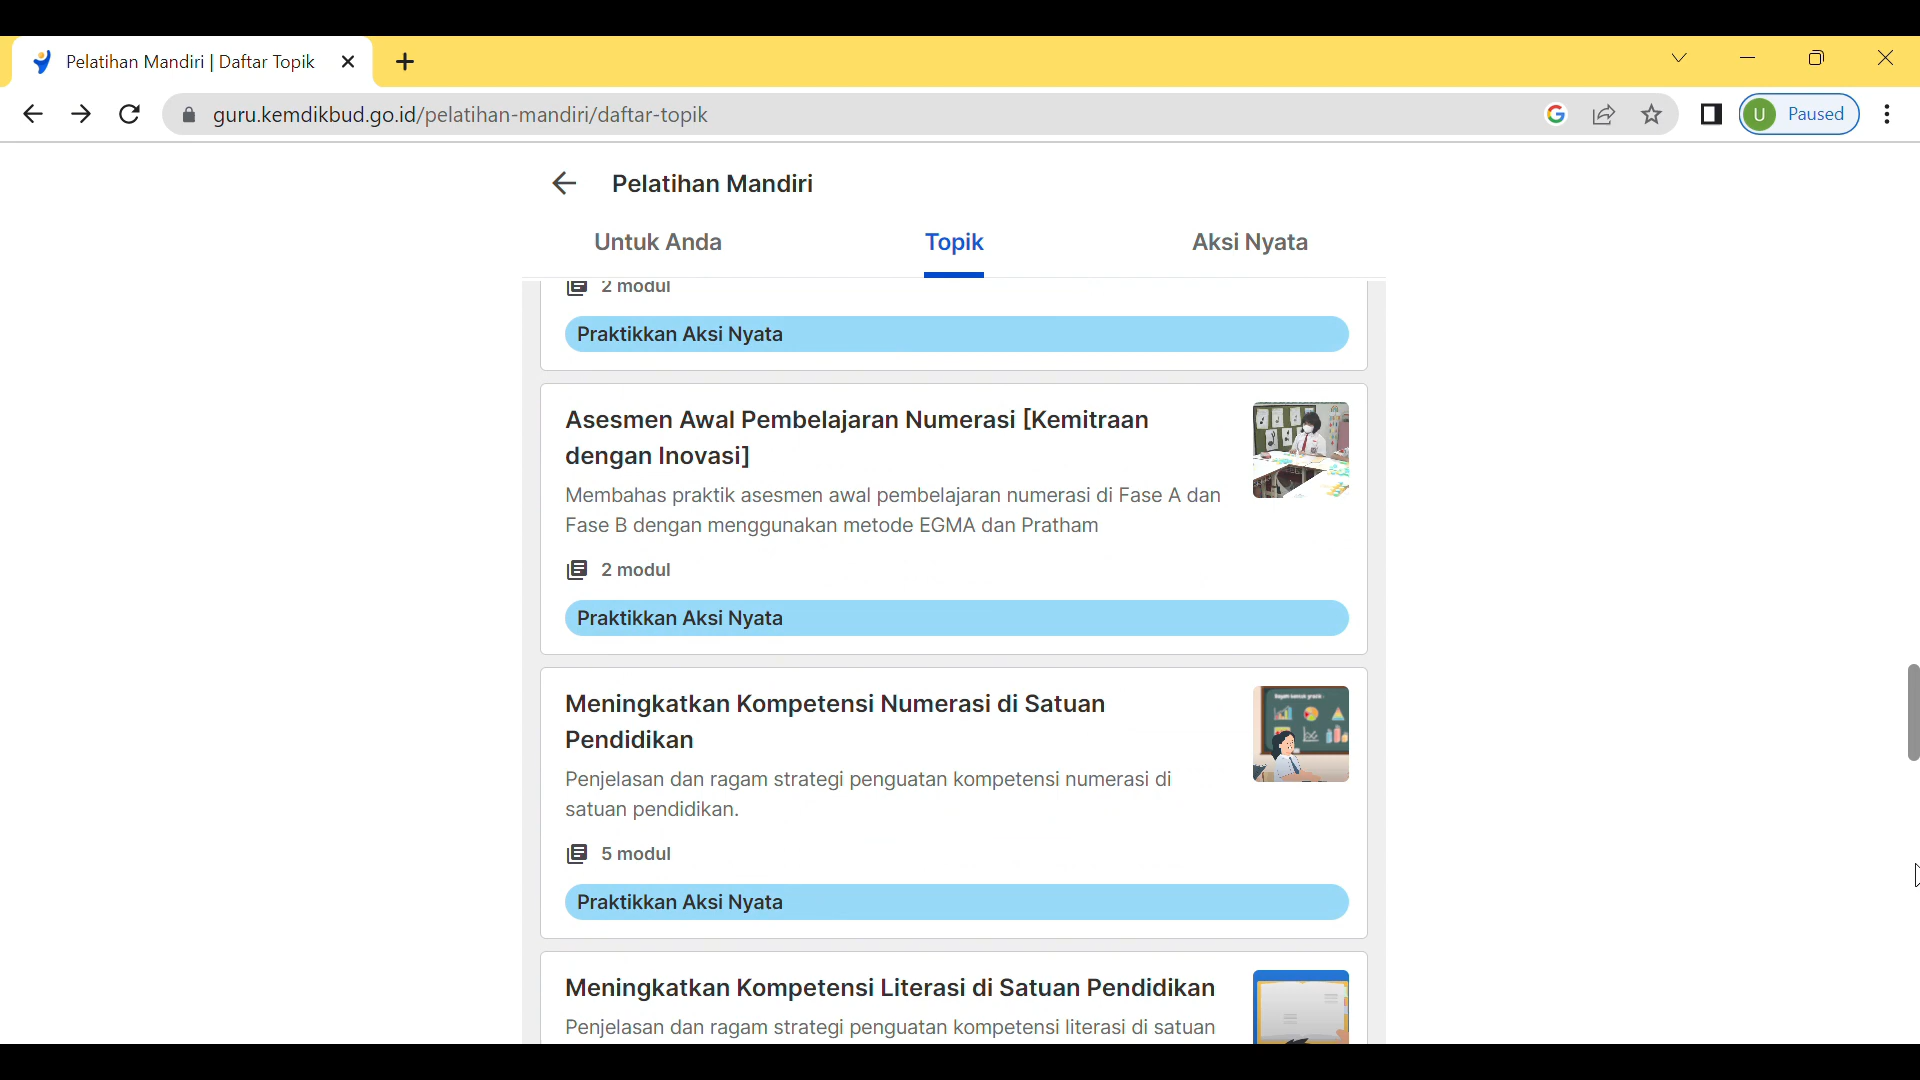 Pelatihan Mandiri | Daftar Topik
guru.kemdikbud.go.id/pelatihan-mandiri/daftar-topik
U Paused
Pelatihan Mandiri
Untuk Anda
Topik
Aksi Nyata
2 modul
Praktikkan Aksi Nyata
Asesmen Awal Pembelajaran Numerasi [Kemitraan
dengan Inovasi]
Membahas praktik asesmen awal pembelajaran numerasi di Fase A dan
Fase B dengan menggunakan metode EGMA dan Pratham
2 modul
Praktikkan Aksi Nyata
Meningkatkan Kompetensi Numerasi di Satuan
Pendidikan
Penjelasan dan ragam strategi penguatan kompetensi numerasi di
satuan pendidikan.
5 modul
Praktikkan Aksi Nyata
Meningkatkan Kompetensi Literasi di Satuan Pendidikan
Penjelasan dan ragam strategi penguatan kompetensi literasi di satuan